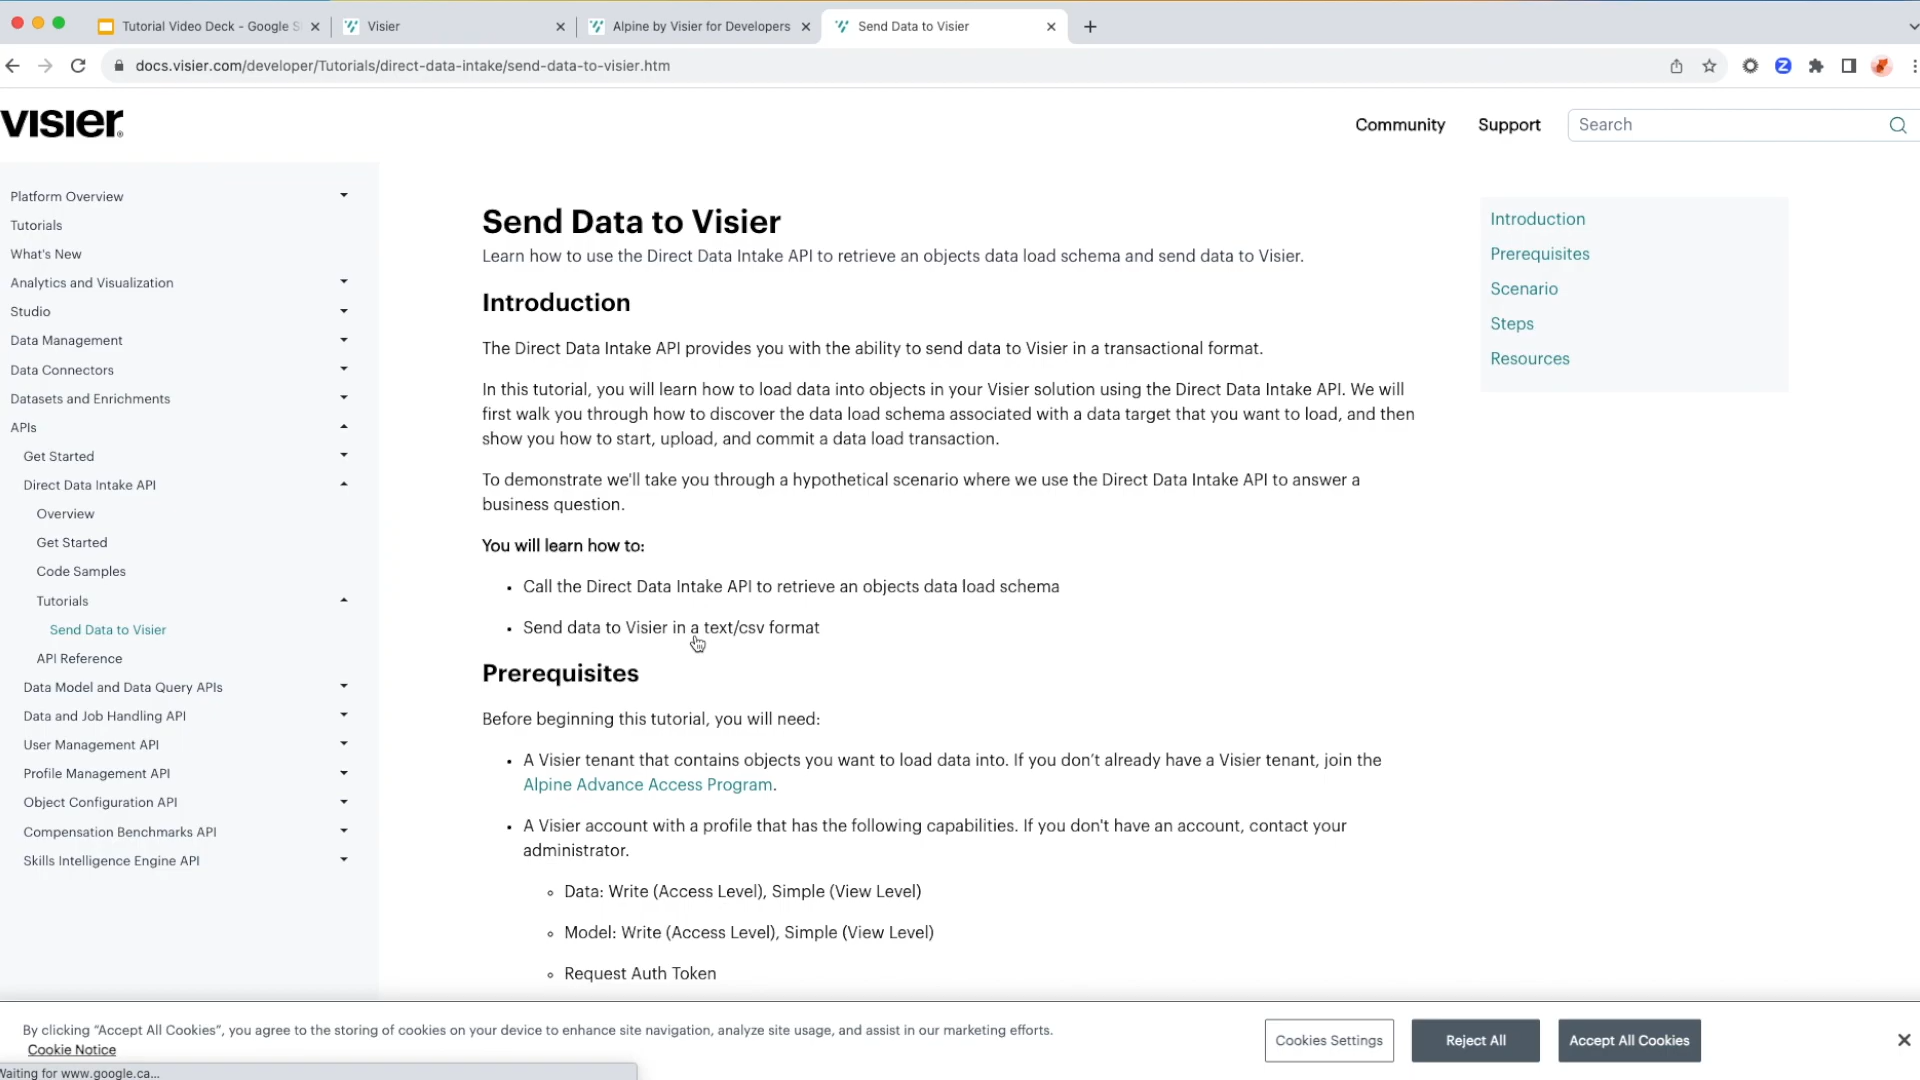 Tutorial Video Deck - Google S
Visier
Alpine by Visier for Developers
Send Data to Visier
docs.visier.com/developer/Tutorials/direct-data-intake/send-data-to-visier.htm
Z
visier
Community
Support
Search
Platform Overview
Tutorials
What's New
Analytics and Visualization
Studio
Data Management
Data Connectors
Datasets and Enrichments
APIs
Get Started
Direct Data Intake API
Overview
Get Started
Code Samples
Tutorials
Send Data to Visier
API Reference
Data Model and Data Query APIs
Data and Job Handling API
User Management API
Profile Management API
Object Configuration API
Compensation Benchmarks API
Skills Intelligence Engine API
Send Data to Visier
Learn how to use the Direct Data Intake API to retrieve an objects data load schema and send data to Visier.
Introduction
The Direct Data Intake API provides you with the ability to send data to Visier in a transactional format.
In this tutorial, you will learn how to load data into objects in your Visier solution using the Direct Data Intake API. We will
first walk you through how to discover the data load schema associated with a data target that you want to load, and then
show you how to start, upload, and commit a data load transaction.
To demonstrate we'll take you through a hypothetical scenario where we use the Direct Data Intake API to answer a
business question.
You will learn how to:
• Call the Direct Data Intake API to retrieve an objects data load schema
• Send data to Visier in a text/csv format
Prerequisites
Before beginning this tutorial, you will need:
• A Visier tenant that contains objects you want to load data into. If you don’t already have a Visier tenant, join the
Alpine Advance Access Program.
• A Visier account with a profile that has the following capabilities. If you don't have an account, contact your
administrator.
◦ Data: Write (Access Level), Simple (View Level)
◦ Model: Write (Access Level), Simple (View Level)
◦ Request Auth Token
Introduction
Prerequisites
Scenario
Steps
Resources
By clicking “Accept All Cookies”, you agree to the storing of cookies on your device to enhance site navigation, analyze site usage, and assist in our marketing efforts.
Cookie Notice
Cookies Settings
Reject All
Accept All Cookies
Waiting for www.google.ca...